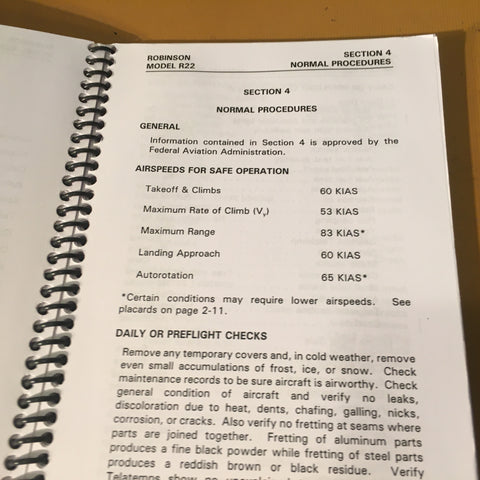 ROBINSON SECTION 4
MODEL R22 NORMAL PROCEDURES
SECTION 4
NORMAL PROCEDURES
GENERAL
Information contained in Section 4 is approved by the
Federal Aviation Administration.
AIRSPEEDS FOR SAFE OPERATION
Takeoff & Climbs 60 KIAS
Maximum Rate of Climb (Vy) 53 KIAS
Maximum Range 83 KIAS*
Landing Approach 60 KIAS
Autorotation 65 KIAS*
*Certain conditions may require lower airspeeds. See
placards on page 2-11.
DAILY OR PREFLIGHT CHECKS
Remove any temporary covers and, in cold weather, remove
even small accumulations of frost, ice, or snow. Check
maintenance records to be sure aircraft is airworthy. Check
general condition of aircraft and verify no leaks,
discoloration due to heat, dents, chafing, galling, nicks,
corrosion, or cracks. Also verify no fretting at seams where
parts are joined together. Fretting of aluminum parts
produces a fine black powder while fretting of steel parts
produces a reddish brown or black residue. Verify
Telatemps show no